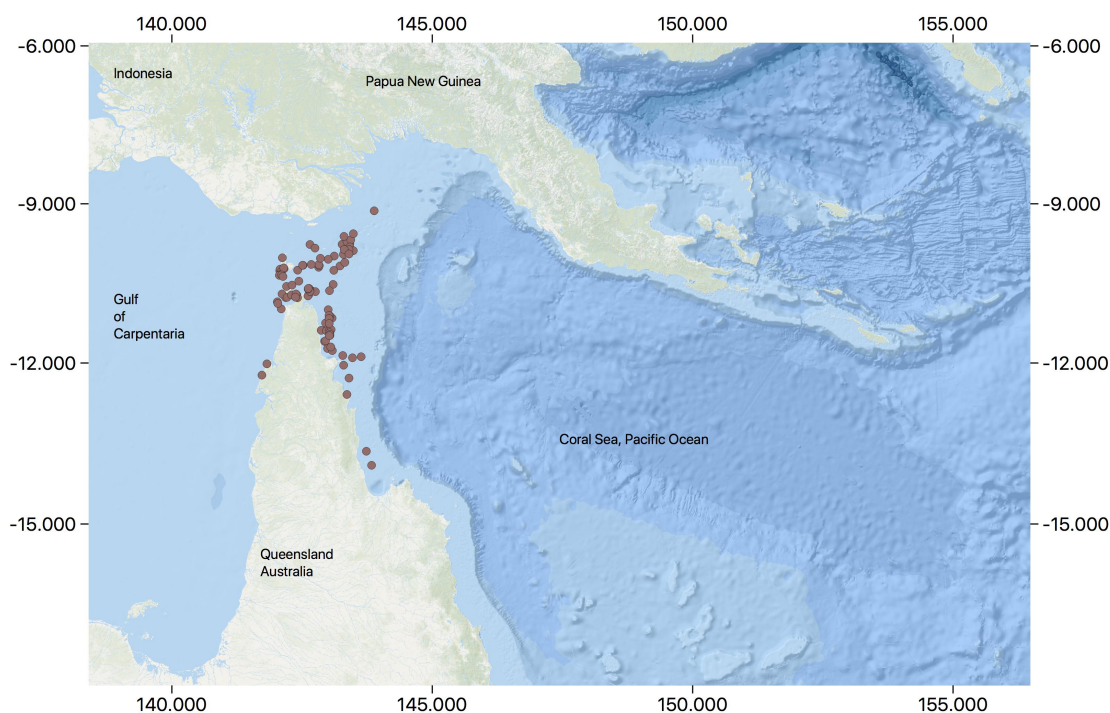 140.000 145.000 150.000 155.000
-6.000 -6.000
Indonesia
Papua New Guinea
-9.000 -9.000
Gulf
of
Carpentaria
-12.000 -12.000
Coral Sea, Pacific Ocean
-15.000 -15.000
Queensland
Australia
140.000 145.000 150.000 155.000